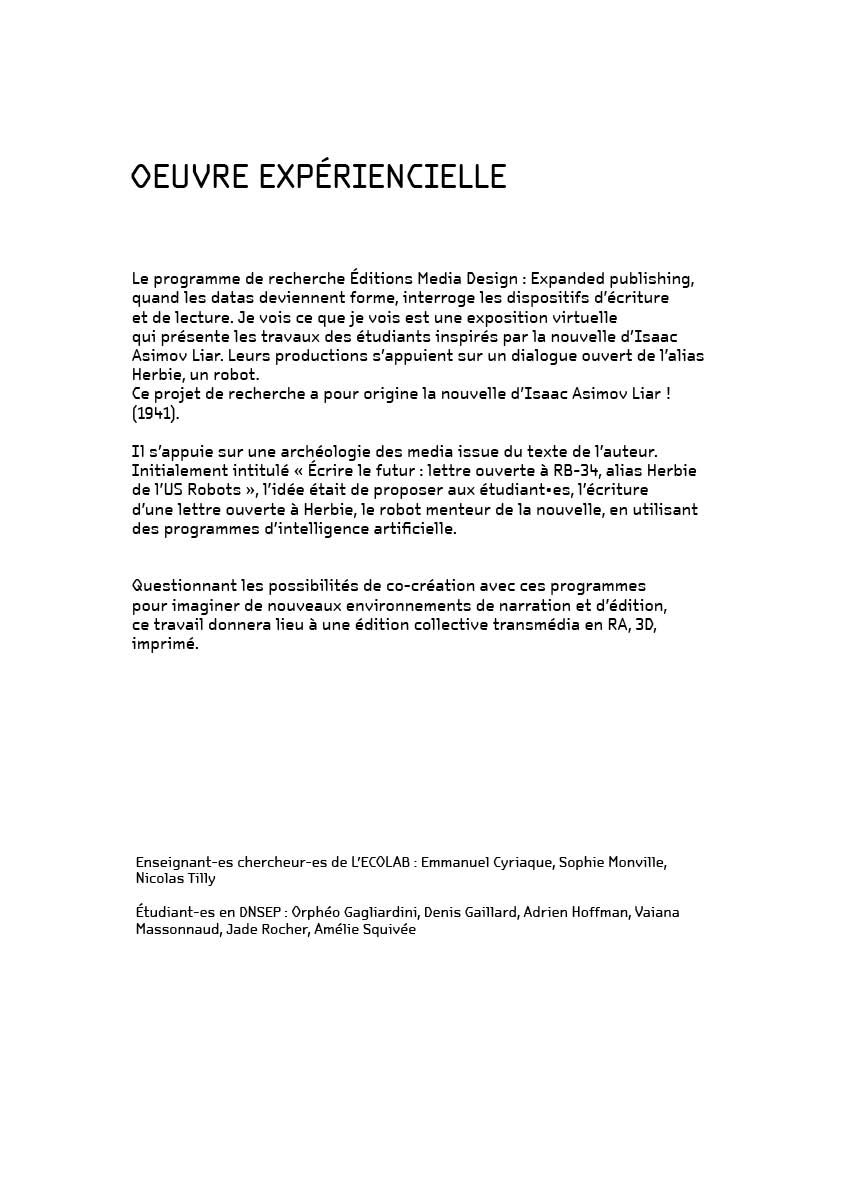 OEUVRE EXPÉRIENCIELLE
Le programme de recherche Éditions Media Design : Expanded publishing,
quand les datas deviennent forme, interroge les dispositifs d’écriture
et de lecture. Je vois ce que je vois est une exposition virtuelle
qui présente les travaux des étudiants inspirés par la nouvelle d’Isaac
Asimov Liar. Leurs productions s’appuient sur un dialogue ouvert de l’alias
Herbie, un robot.
Ce projet de recherche a pour origine la nouvelle d’Isaac Asimov Liar !
(1941).
Il s’appuie sur une archéologie des media issue du texte de l’auteur.
Initialement intitulé « Écrire le futur : lettre ouverte à RB-34, alias Herbie
de l’US Robots », l’idée était de proposer aux étudiant•es, l’écriture
d’une lettre ouverte à Herbie, le robot menteur de la nouvelle, en utilisant
des programmes d’intelligence artificielle.
Questionnant les possibilités de co-création avec ces programmes
pour imaginer de nouveaux environnements de narration et d’édition,
ce travail donnera lieu à une édition collective transmédia en RA, 3D,
imprimé.
Enseignant-es chercheur-es de L’ECOLAB : Emmanuel Cyriaque, Sophie Monville,
Nicolas Tilly
Étudiant-es en DNSEP : Orphéo Gagliardini, Denis Gaillard, Adrien Hoffman, Vaiana
Massonnaud, Jade Rocher, Amélie Squivée